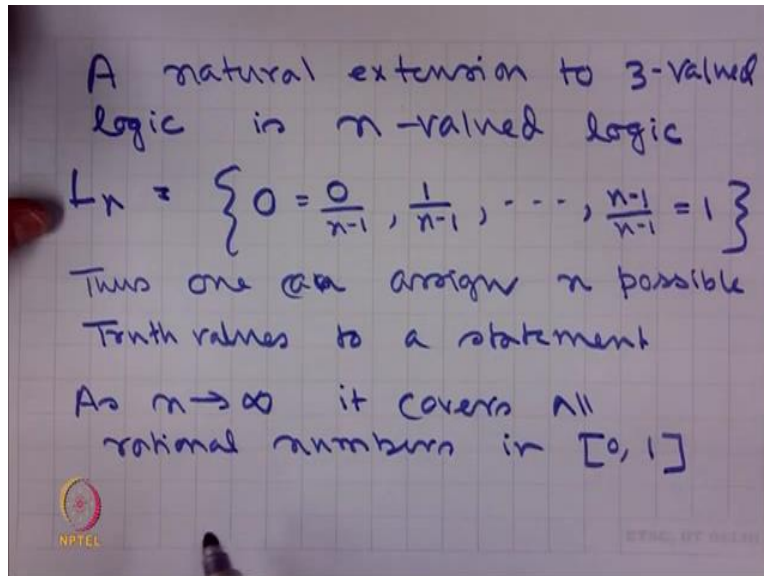 A natural extension to 3-valued
logic is n-valued logic
Ln = { 0 = 0/(n-1), 1/(n-1), ----, (n-1)/(n-1) = 1 }
Thus one can assign n possible
Truth values to a statement
As n → ∞ it covers all
rational numbers in [0, 1]
NPTEL